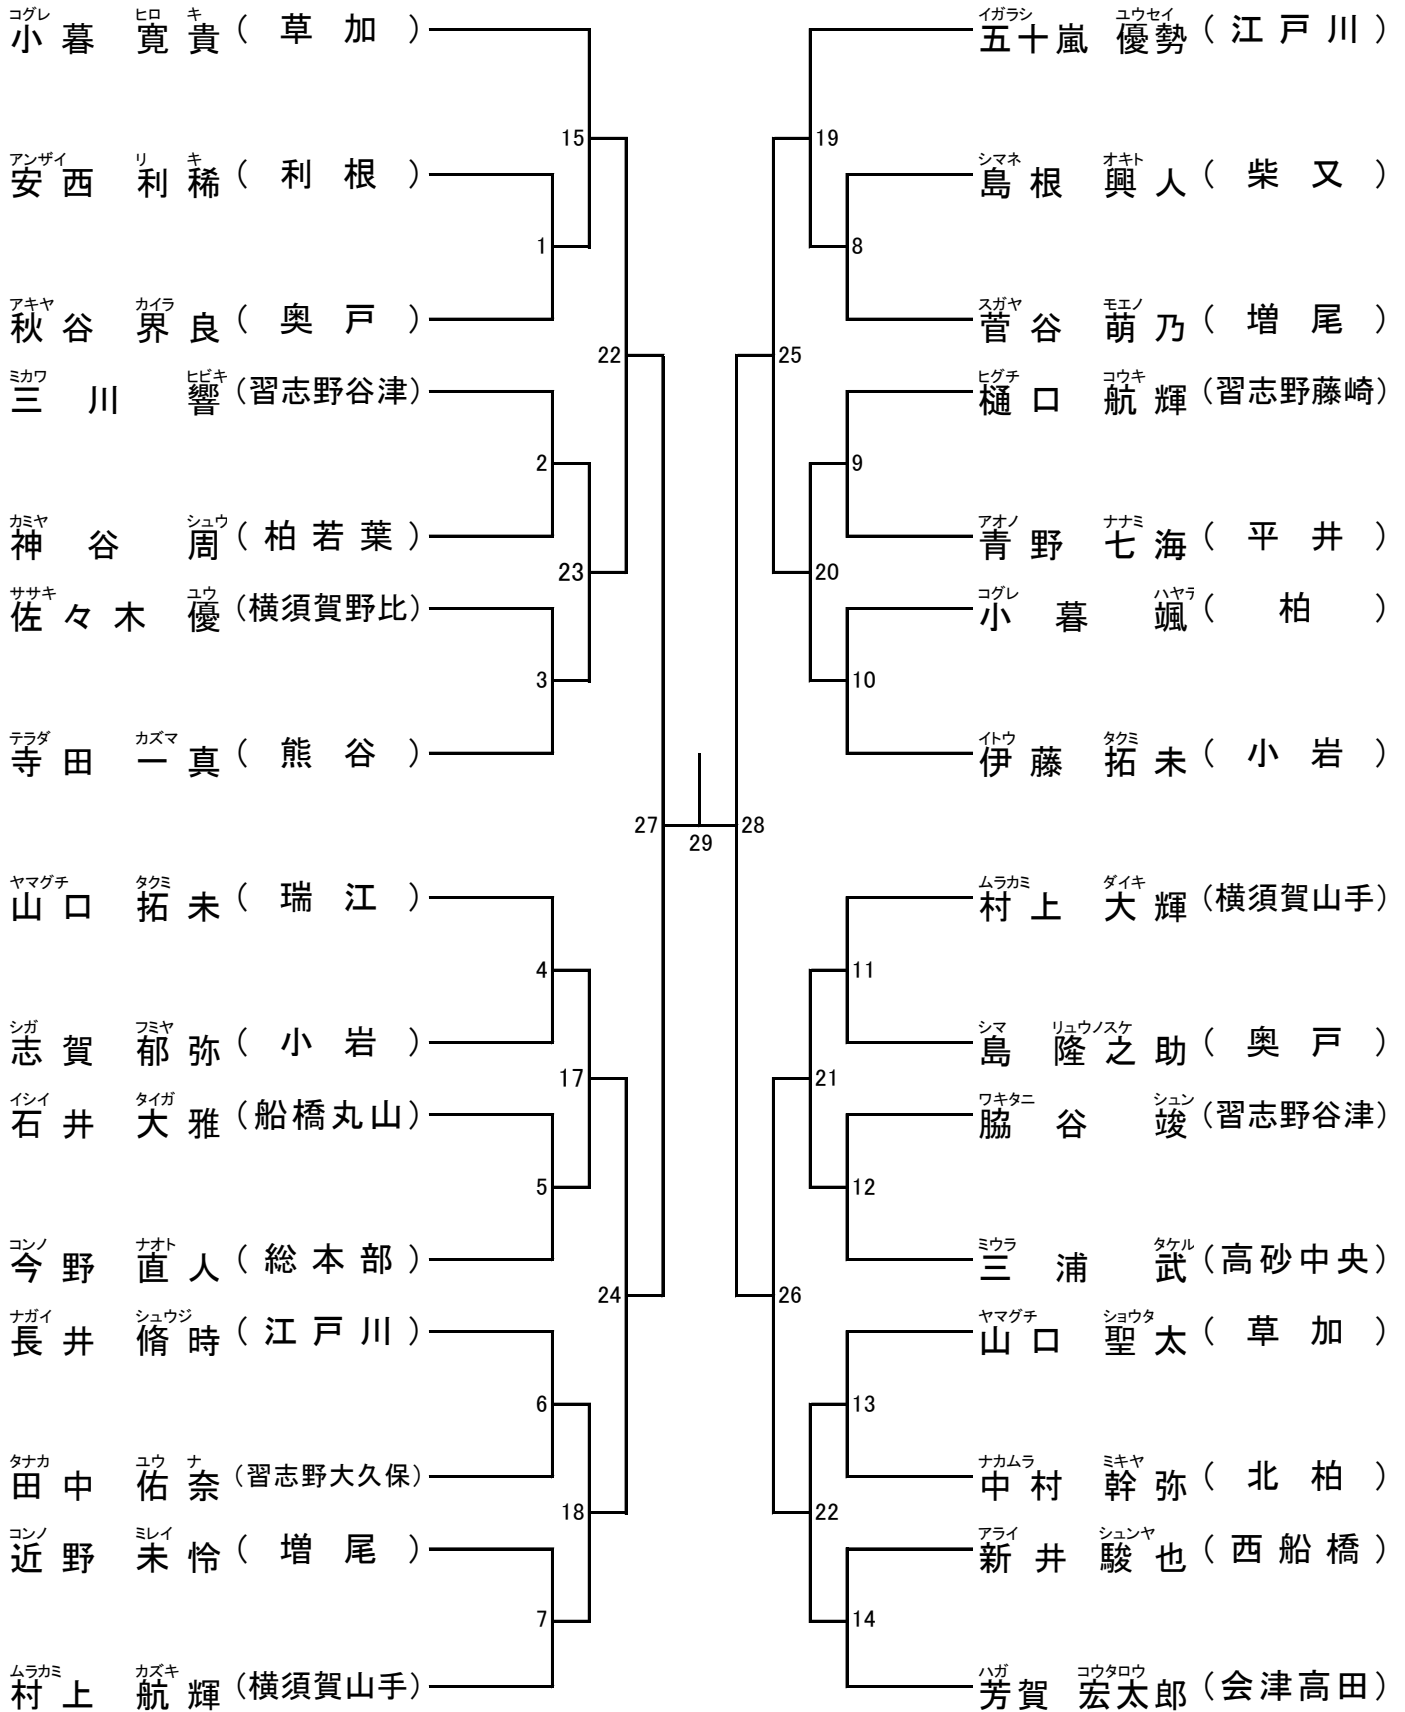 コグレ ヒロ キ
小暮 寛貴 (草加)
アンザイ リ キ
安西 利稀 (利根)
アキヤ カイラ
秋谷 界良 (奥戸)
ミカワ ヒビキ
三川 響 (習志野谷津)
カミヤ シュウ
神谷 周 (柏若葉)
ササキ ユウ
佐々木 優 (横須賀野比)
テラダ カズマ
寺田 一真 (熊谷)
ヤマグチ タクミ
山口 拓未 (瑞江)
シガ フミヤ
志賀 郁弥 (小岩)
イシイ タイガ
石井 大雅 (船橋丸山)
コンノ ナオト
今野 直人 (総本部)
ナガイ シュウジ
長井 脩時 (江戸川)
タナカ ユウ ナ
田中 佑奈 (習志野大久保)
コンノ ミレイ
近野 未怜 (増尾)
ムラカミ カズキ
村上 航輝 (横須賀山手)
15
1
22
2
23
3
27
4
17
5
24
6
18
7
29
イガラシ ユウセイ
五十嵐 優勢 (江戸川)
シマネ オキト
島根 興人 (柴又)
スガヤ モエノ
菅谷 萌乃 (増尾)
ヒグチ コウキ
樋口 航輝 (習志野藤崎)
アオノ ナナミ
青野 七海 (平井)
コグレ ハヤテ
小暮 颯 (柏)
イトウ タクミ
伊藤 拓未 (小岩)
ムラカミ ダイキ
村上 大輝 (横須賀山手)
シマ リュウノスケ
島 隆之助 (奥戸)
ワキタニ シュン
脇谷 竣 (習志野谷津)
ミウラ タケル
三浦 武 (高砂中央)
ヤマグチ ショウタ
山口 聖太 (草加)
ナカムラ ミキヤ
中村 幹弥 (北柏)
アライ シュンヤ
新井 駿也 (西船橋)
ハガ コウタロウ
芳賀 宏太郎 (会津高田)
19
8
25
9
20
10
28
11
21
12
26
13
22
14